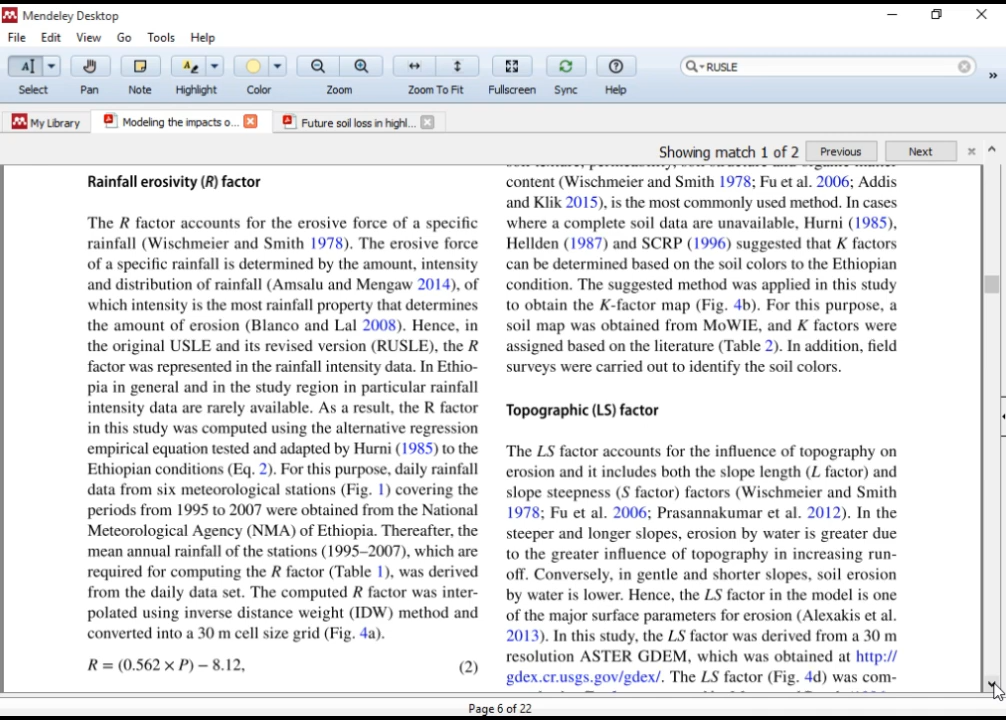 Mendeley Desktop
File Edit View Go Tools Help
RUSLE
Select Pan Note Highlight Color Zoom Zoom To Fit Fullscreen Sync Help
My Library Modeling the impacts o... Future soil loss in highl...
Showing match 1 of 2 Previous Next
Rainfall erosivity (R) factor
The R factor accounts for the erosive force of a specific
rainfall (Wischmeier and Smith 1978). The erosive force
of a specific rainfall is determined by the amount, intensity
and distribution of rainfall (Amsalu and Mengaw 2014), of
which intensity is the most rainfall property that determines
the amount of erosion (Blanco and Lal 2008). Hence, in
the original USLE and its revised version (RUSLE), the R
factor was represented in the rainfall intensity data. In Ethio-
pia in general and in the study region in particular rainfall
intensity data are rarely available. As a result, the R factor
in this study was computed using the alternative regression
empirical equation tested and adapted by Hurni (1985) to the
Ethiopian conditions (Eq. 2). For this purpose, daily rainfall
data from six meteorological stations (Fig. 1) covering the
periods from 1995 to 2007 were obtained from the National
Meteorological Agency (NMA) of Ethiopia. Thereafter, the
mean annual rainfall of the stations (1995–2007), which are
required for computing the R factor (Table 1), was derived
from the daily data set. The computed R factor was inter-
polated using inverse distance weight (IDW) method and
converted into a 30 m cell size grid (Fig. 4a).
R = (0.562 × P) − 8.12, (2)
content (Wischmeier and Smith 1978; Fu et al. 2006; Addis
and Klik 2015), is the most commonly used method. In cases
where a complete soil data are unavailable, Hurni (1985),
Hellden (1987) and SCRP (1996) suggested that K factors
can be determined based on the soil colors to the Ethiopian
condition. The suggested method was applied in this study
to obtain the K-factor map (Fig. 4b). For this purpose, a
soil map was obtained from MoWIE, and K factors were
assigned based on the literature (Table 2). In addition, field
surveys were carried out to identify the soil colors.
Topographic (LS) factor
The LS factor accounts for the influence of topography on
erosion and it includes both the slope length (L factor) and
slope steepness (S factor) factors (Wischmeier and Smith
1978; Fu et al. 2006; Prasannakumar et al. 2012). In the
steeper and longer slopes, erosion by water is greater due
to the greater influence of topography in increasing run-
off. Conversely, in gentle and shorter slopes, soil erosion
by water is lower. Hence, the LS factor in the model is one
of the major surface parameters for erosion (Alexakis et al.
2013). In this study, the LS factor was derived from a 30 m
resolution ASTER GDEM, which was obtained at http://
gdex.cr.usgs.gov/gdex/. The LS factor (Fig. 4d) was com-
Page 6 of 22